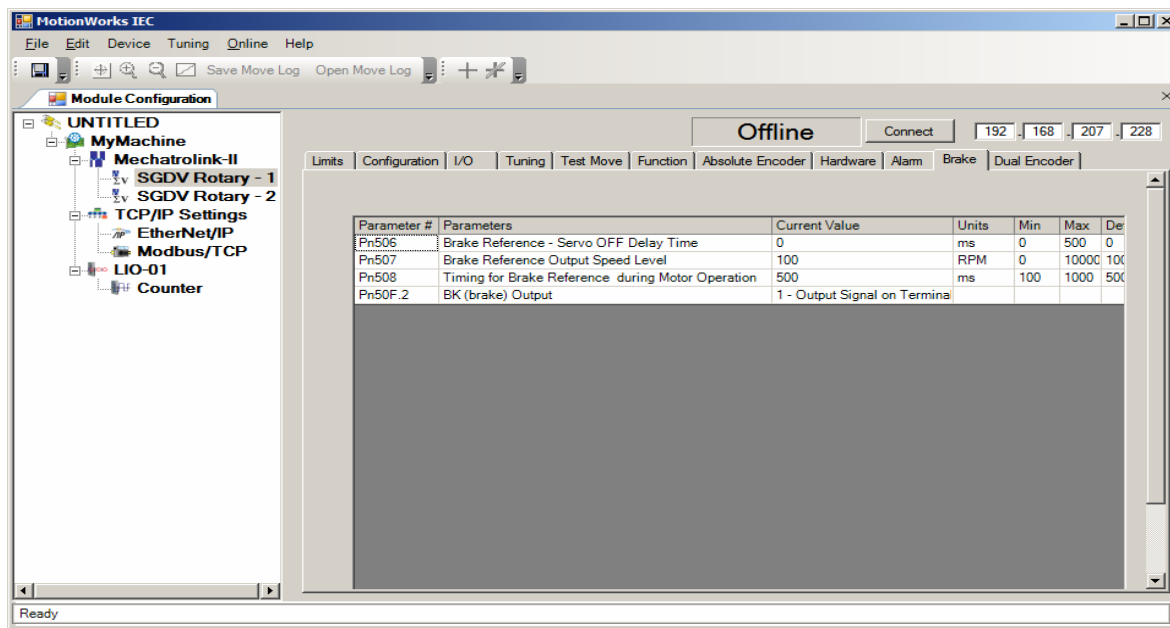 MotionWorks IEC
File Edit Device Tuning Online Help
Save Move Log Open Move Log
Module Configuration
UNTITLED
MyMachine
Mechatrolink-II
SGDV Rotary - 1
SGDV Rotary - 2
TCP/IP Settings
EtherNet/IP
Modbus/TCP
LIO-01
Counter
Offline Connect 192 . 168 . 207 . 228
Limits Configuration I/O Tuning Test Move Function Absolute Encoder Hardware Alarm Brake Dual Encoder
Parameter # Parameters Current Value Units Min Max De
Pn506 Brake Reference - Servo OFF Delay Time 0 ms 0 500 0
Pn507 Brake Reference Output Speed Level 100 RPM 0 10000 100
Pn508 Timing for Brake Reference during Motor Operation 500 ms 100 1000 500
Pn50F.2 BK (brake) Output 1 - Output Signal on Terminal
Ready